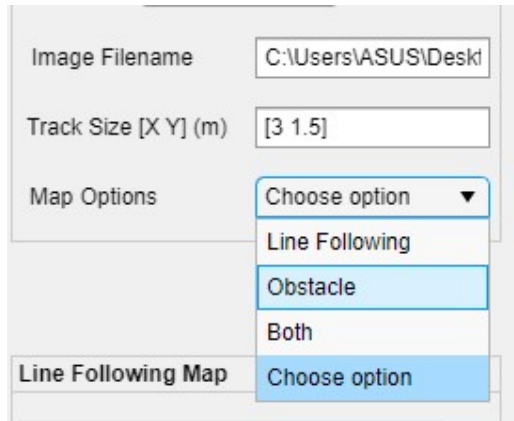 Image Filename C:\Users\ASUS\Deskt
Track Size [X Y] (m) [3 1.5]
Map Options Choose option
Line Following
Obstacle
Both
Line Following Map Choose option